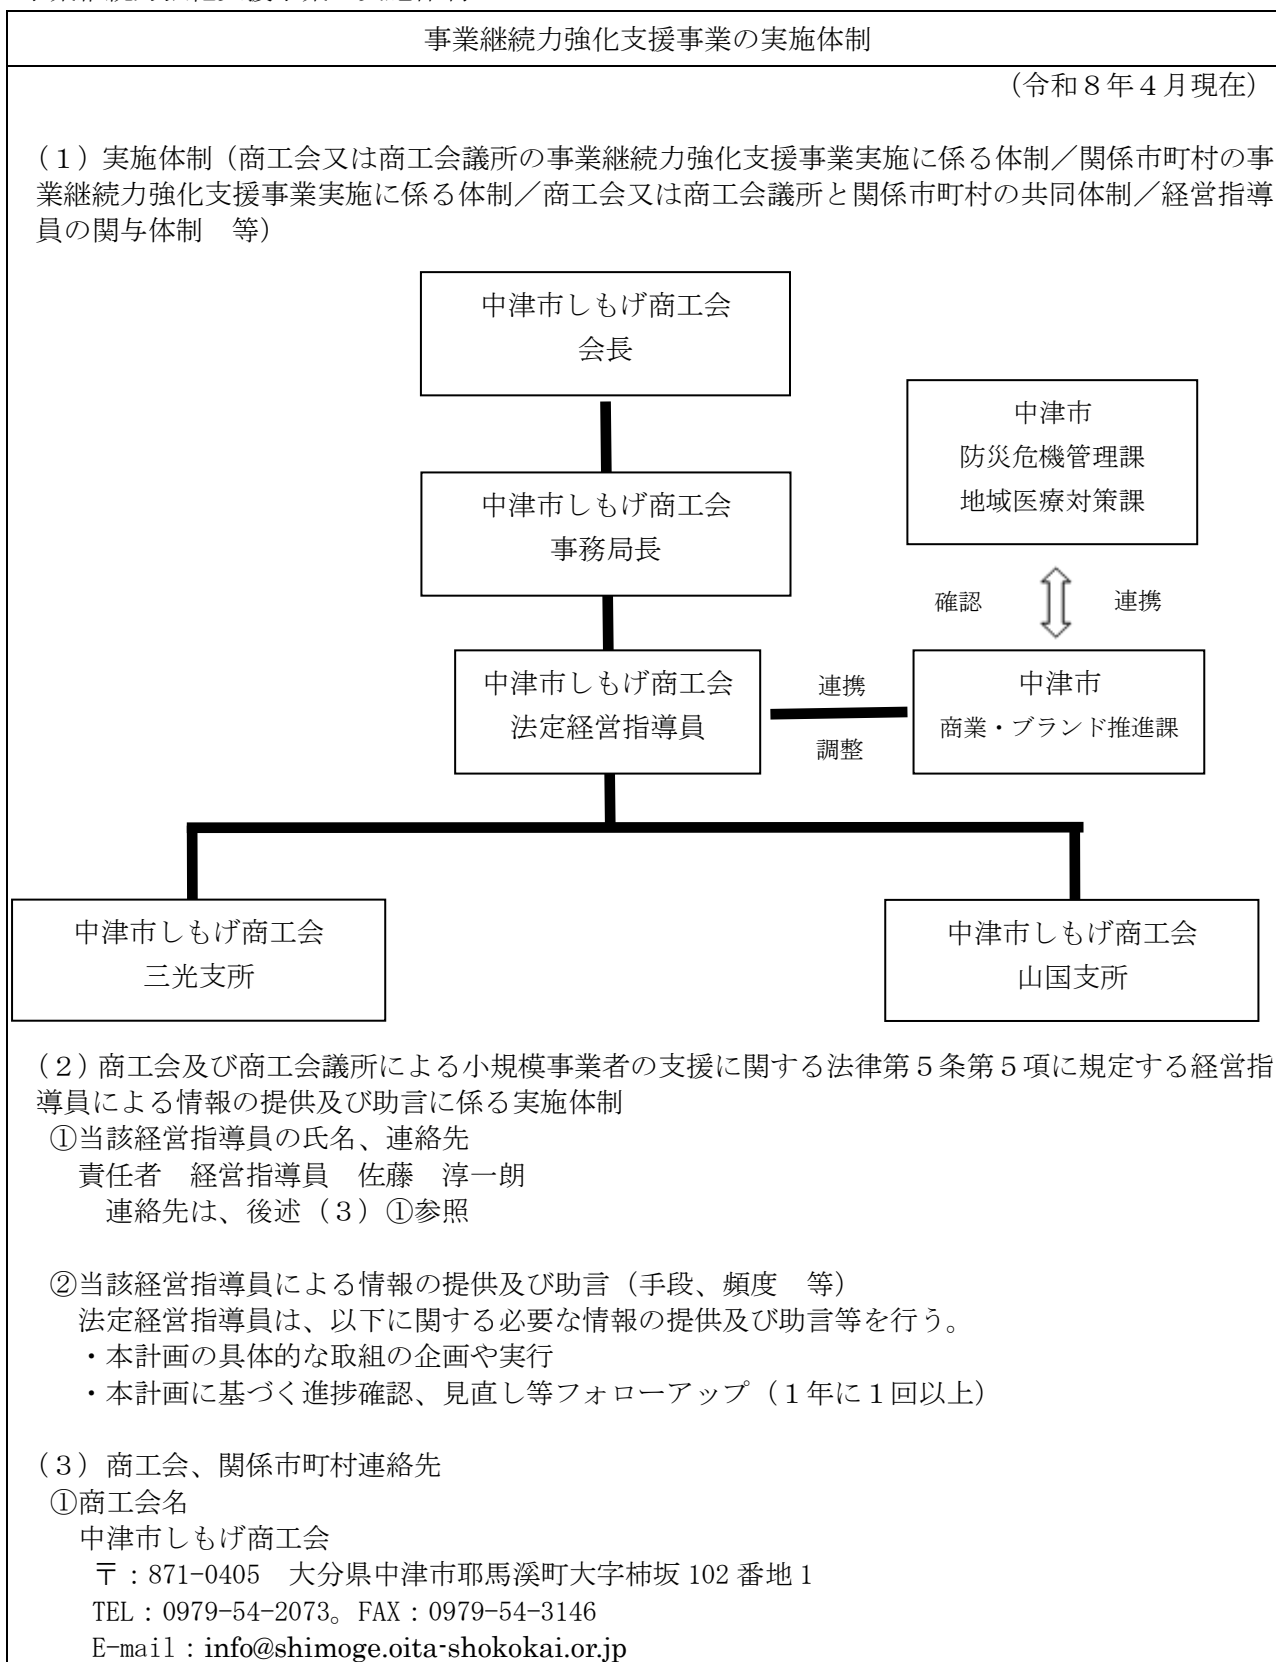 事業継続力強化支援事業の実施体制
（令和８年４月現在）
（１）実施体制（商工会又は商工会議所の事業継続力強化支援事業実施に係る体制／関係市町村の事
業継続力強化支援事業実施に係る体制／商工会又は商工会議所と関係市町村の共同体制／経営指導
員の関与体制　等）
中津市しもげ商工会
会長
中津市
防災危機管理課
地域医療対策課
中津市しもげ商工会
事務局長
確認
連携
中津市しもげ商工会
法定経営指導員
連携
調整
中津市
商業・ブランド推進課
中津市しもげ商工会
三光支所
中津市しもげ商工会
山国支所
（２）商工会及び商工会議所による小規模事業者の支援に関する法律第５条第５項に規定する経営指
導員による情報の提供及び助言に係る実施体制
①当該経営指導員の氏名、連絡先
責任者　経営指導員　佐藤　淳一朗
連絡先は、後述（３）①参照
②当該経営指導員による情報の提供及び助言（手段、頻度　等）
法定経営指導員は、以下に関する必要な情報の提供及び助言等を行う。
・本計画の具体的な取組の企画や実行
・本計画に基づく進捗確認、見直し等フォローアップ（１年に１回以上）
（３）商工会、関係市町村連絡先
①商工会名
中津市しもげ商工会
〒：871-0405　大分県中津市耶馬溪町大字柿坂 102 番地 1
TEL：0979-54-2073。FAX：0979-54-3146
E-mail：info@shimoge.oita-shokokai.or.jp